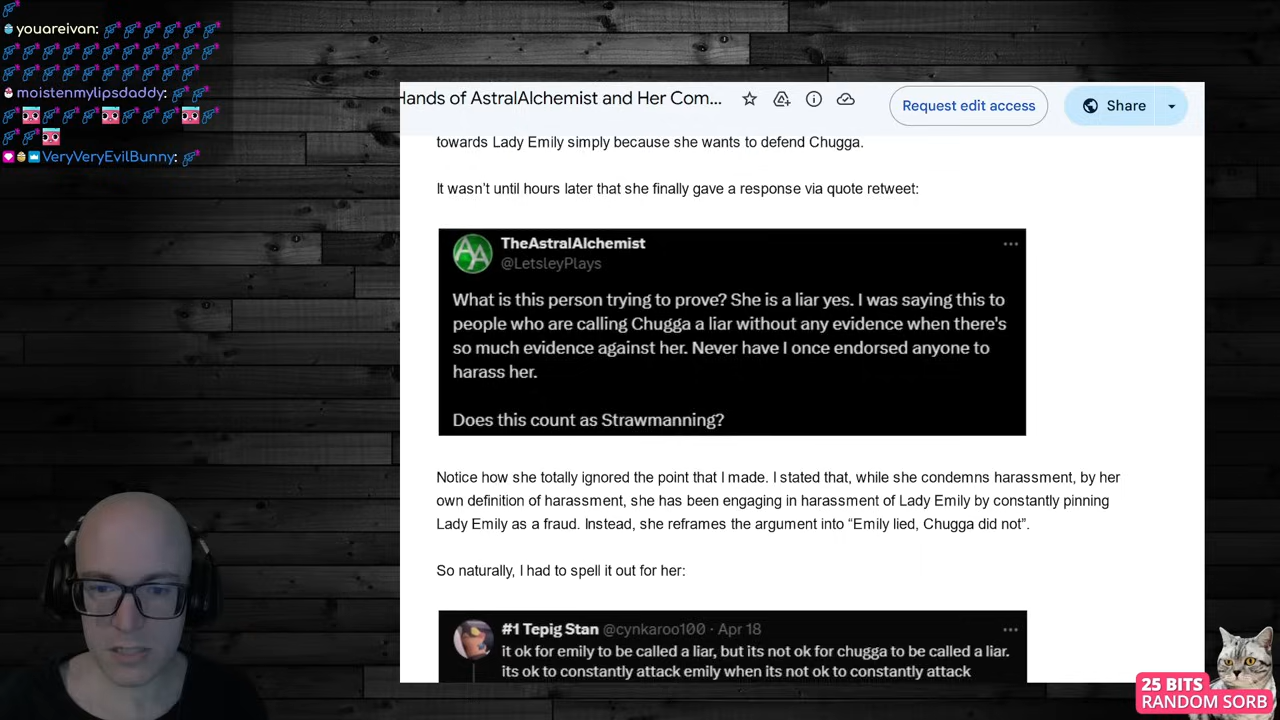 youareivan:
moistenmylipsdaddy:
VeryVeryEvilBunny:
Hands of AstralAlchemist and Her Com...
Request edit access
Share
towards Lady Emily simply because she wants to defend Chugga.
It wasn’t until hours later that she finally gave a response via quote retweet:
AA
TheAstralAlchemist
@LetsleyPlays
What is this person trying to prove? She is a liar yes. I was saying this to
people who are calling Chugga a liar without any evidence when there's
so much evidence against her. Never have I once endorsed anyone to
harass her.
Does this count as Strawmanning?
Notice how she totally ignored the point that I made. I stated that, while she condemns harassment, by her
own definition of harassment, she has been engaging in harassment of Lady Emily by constantly pinning
Lady Emily as a fraud. Instead, she reframes the argument into “Emily lied, Chugga did not”.
So naturally, I had to spell it out for her:
#1 Tepig Stan @cynkaroo100 · Apr 18
it ok for emily to be called a liar, but its not ok for chugga to be called a liar.
its ok to constantly attack emily when its not ok to constantly attack
25 BITS
RANDOM SORB